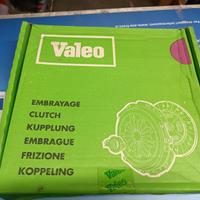 Valeo
EMBRAYAGE
CLUTCH
KUPPLUNG
EMBRAGUE
FRIZIONE
KOPPELING
Valeo